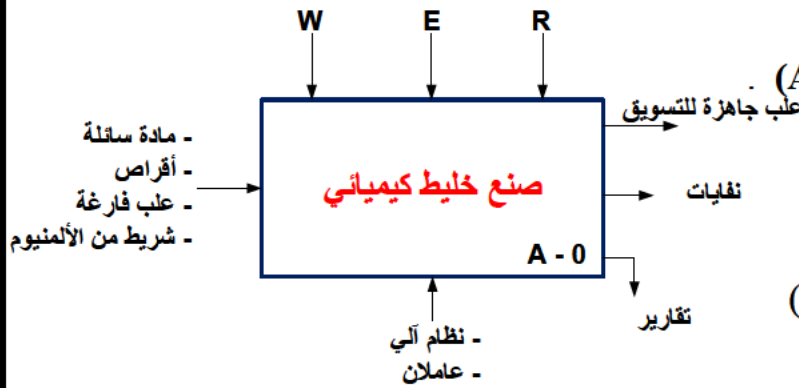 W E R
(A
علب جاهزة للتسويق
- مادة سائلة
- أقراص
- علب فارغة
- شريط من الألمنيوم
صنع خليط كيميائي
نفايات
A - 0
(
تقارير
- نظام آلي
- عاملان